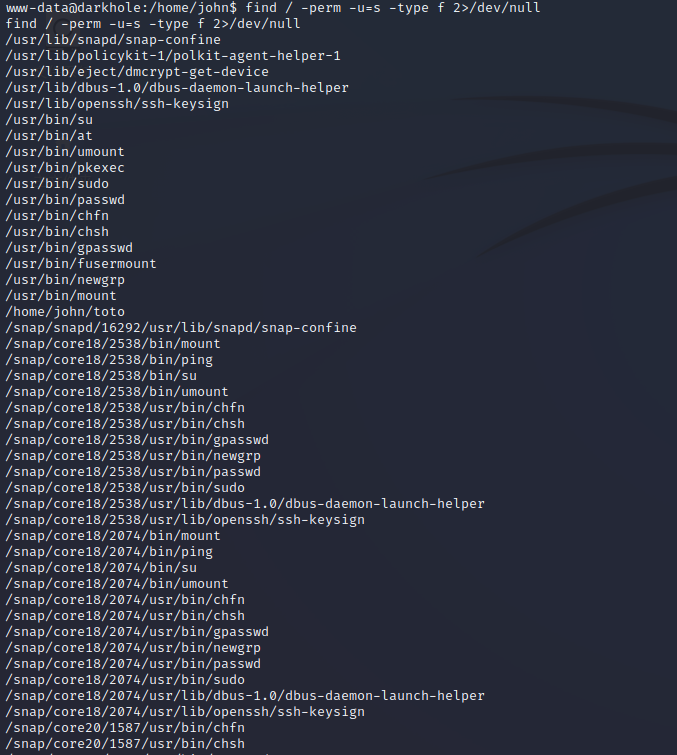 www-data@darkhole:/home/john$ find / -perm -u=s -type f 2>/dev/null
find / -perm -u=s -type f 2>/dev/null
/usr/lib/snapd/snap-confine
/usr/lib/policykit-1/polkit-agent-helper-1
/usr/lib/eject/dmcrypt-get-device
/usr/lib/dbus-1.0/dbus-daemon-launch-helper
/usr/lib/openssh/ssh-keysign
/usr/bin/su
/usr/bin/at
/usr/bin/umount
/usr/bin/pkexec
/usr/bin/sudo
/usr/bin/passwd
/usr/bin/chfn
/usr/bin/chsh
/usr/bin/gpasswd
/usr/bin/fusermount
/usr/bin/newgrp
/usr/bin/mount
/home/john/toto
/snap/snapd/16292/usr/lib/snapd/snap-confine
/snap/core18/2538/bin/mount
/snap/core18/2538/bin/ping
/snap/core18/2538/bin/su
/snap/core18/2538/bin/umount
/snap/core18/2538/usr/bin/chfn
/snap/core18/2538/usr/bin/chsh
/snap/core18/2538/usr/bin/gpasswd
/snap/core18/2538/usr/bin/newgrp
/snap/core18/2538/usr/bin/passwd
/snap/core18/2538/usr/bin/sudo
/snap/core18/2538/usr/lib/dbus-1.0/dbus-daemon-launch-helper
/snap/core18/2538/usr/lib/openssh/ssh-keysign
/snap/core18/2074/bin/mount
/snap/core18/2074/bin/ping
/snap/core18/2074/bin/su
/snap/core18/2074/bin/umount
/snap/core18/2074/usr/bin/chfn
/snap/core18/2074/usr/bin/chsh
/snap/core18/2074/usr/bin/gpasswd
/snap/core18/2074/usr/bin/newgrp
/snap/core18/2074/usr/bin/passwd
/snap/core18/2074/usr/bin/sudo
/snap/core18/2074/usr/lib/dbus-1.0/dbus-daemon-launch-helper
/snap/core18/2074/usr/lib/openssh/ssh-keysign
/snap/core20/1587/usr/bin/chfn
/snap/core20/1587/usr/bin/chsh